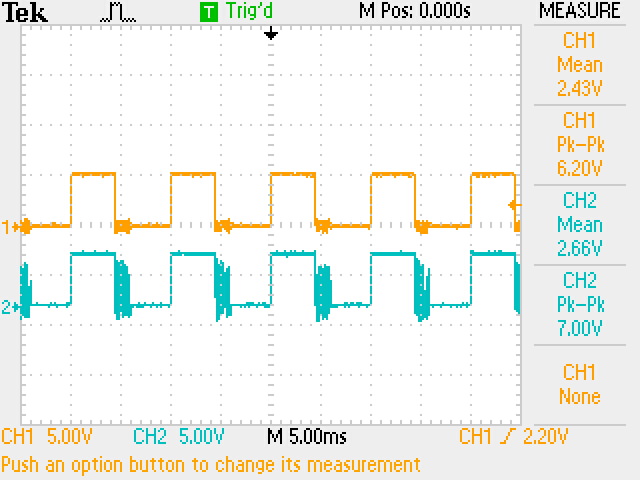 Tek T Trig'd M Pos: 0.000s MEASURE
CH1
Mean
2.43V
CH1
Pk-Pk
6.20V
CH2
Mean
2.66V
CH2
Pk-Pk
7.00V
CH1
None
1
2
CH1 5.00V CH2 5.00V M 5.00ms CH1 / 2.20V
Push an option button to change its measurement